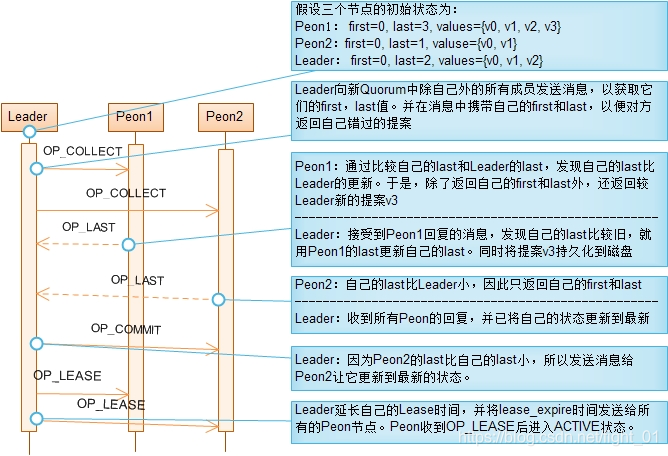 假设三个节点的初始状态为:
Peon1: first=0, last=3, values={v0, v1, v2, v3}
Peon2: first=0, last=1, valuse={v0, v1}
Leader: first=0, last=2, values={v0, v1, v2}
Leader向新Quorum中除自己外的所有成员发送消息，以获取它
们的first，last值。并在消息中携带自己的first和last，以便对方
返回自己错过的提案
Peon1：通过比较自己的last和Leader的last，发现自己的last比
Leader的更新。于是，除了返回自己的first和last外，还返回较
Leader新的提案v3
Leader：接受到Peon1回复的消息，发现自己的last比较旧，就
用Peon1的last更新自己的last。同时将提案v3持久化到磁盘
Peon2：自己的last比Leader小，因此只返回自己的first和last
Leader：收到所有Peon的回复，并已将自己的状态更新到最新
Leader：因为Peon2的last比自己的last小，所以发送消息给
Peon2让它更新到最新的状态。
Leader延长自己的Lease时间，并将lease_expire时间发送给所
有的Peon节点。Peon收到OP_LEASE后进入ACTIVE状态。
Leader
Peon1
Peon2
OP_COLLECT
OP_COLLECT
OP_LAST
OP_LAST
OP_COMMIT
OP_LEASE
OP_LEASE
https://blog.csdn.net/light_01